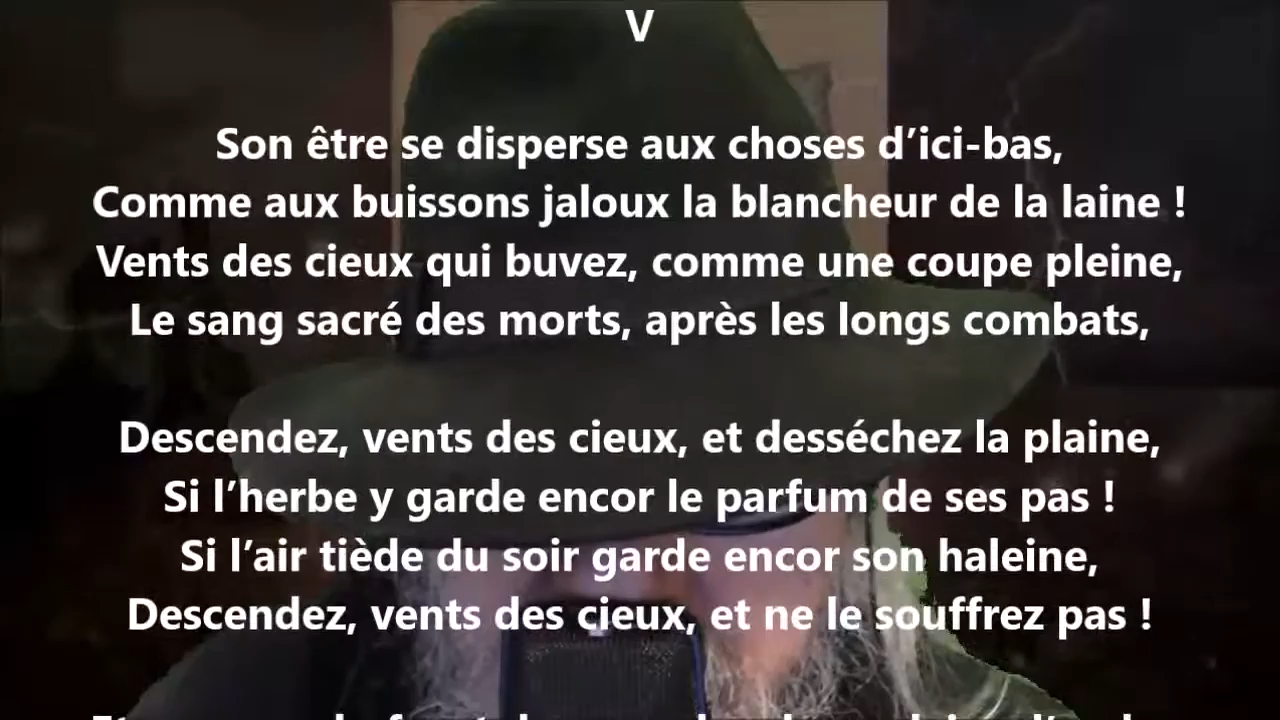 V
Son être se disperse aux choses d’ici-bas,
Comme aux buissons jaloux la blancheur de la laine !
Vents des cieux qui buvez, comme une coupe pleine,
Le sang sacré des morts, après les longs combats,
Descendez, vents des cieux, et desséchez la plaine,
Si l’herbe y garde encor le parfum de ses pas !
Si l’air tiède du soir garde encor son haleine,
Descendez, vents des cieux, et ne le souffrez pas !